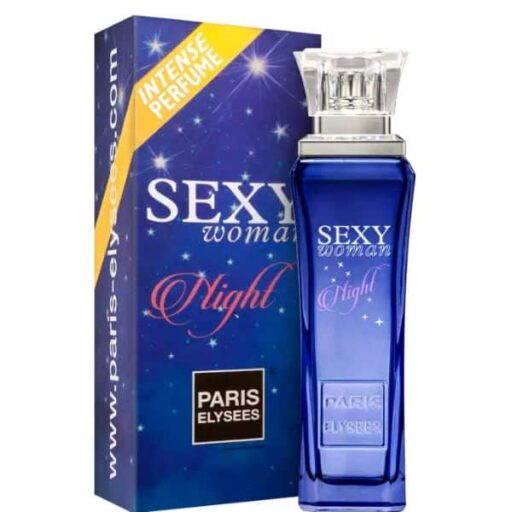 www.paris-elysees.com
INTENSE
PERFUME
SEXY
woman
Night
PARIS
ELYSEES
SEXY
woman
Night
PARIS
ELYSEES